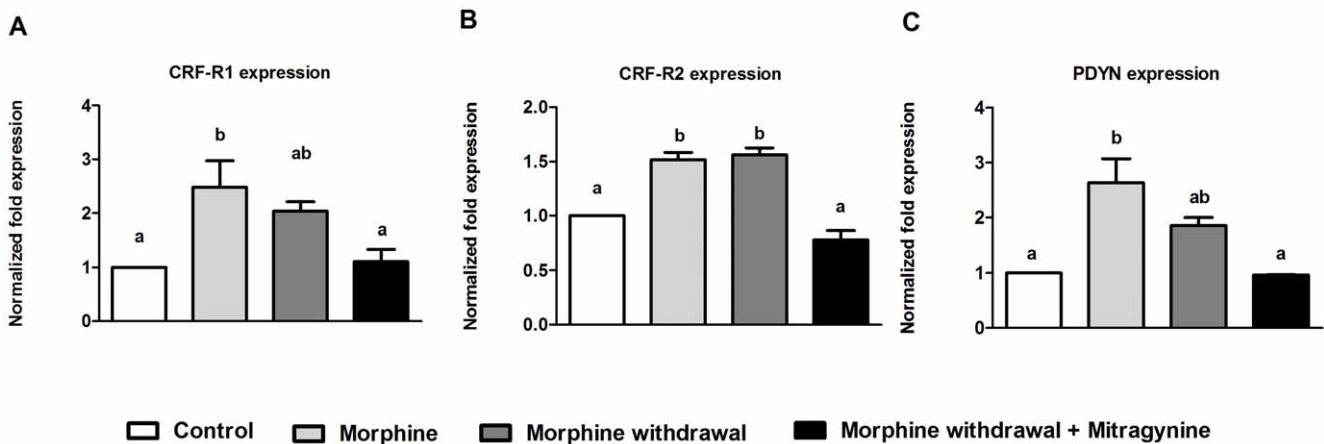 A
CRF-R1 expression
Normalized fold expression
4
3
2
1
0
a
b
ab
a
B
CRF-R2 expression
Normalized fold expression
2.0
1.5
1.0
0.5
0.0
a
b
b
a
C
PDYN expression
Normalized fold expression
4
3
2
1
0
a
b
ab
a
Control
Morphine
Morphine withdrawal
Morphine withdrawal + Mitragynine